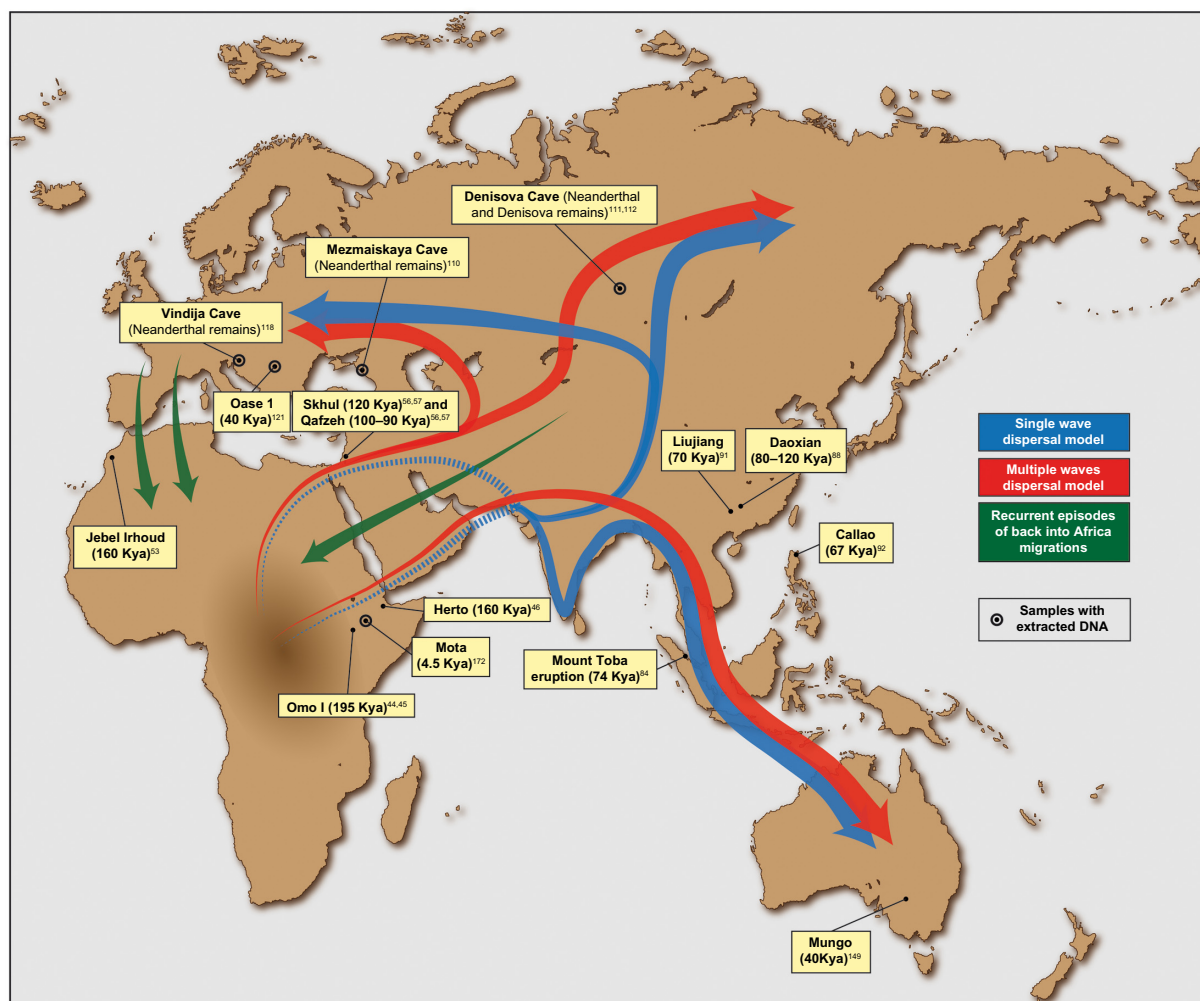 Denisova Cave (Neanderthal
and Denisova remains)111,112
Mezmaiskaya Cave
(Neanderthal remains)110
Vindija Cave
(Neanderthal remains)118
Oase 1
(40 Kya)121
Skhul (120 Kya)56,57 and
Qafzeh (100–90 Kya)56,57
Liujiang
(70 Kya)91
Daoxian
(80–120 Kya)88
Single wave
dispersal model
Multiple waves
dispersal model
Recurrent episodes
of back into Africa
migrations
Jebel Irhoud
(160 Kya)53
Callao
(67 Kya)92
Herto (160 Kya)46
Samples with
extracted DNA
Mota
(4.5 Kya)172
Mount Toba
eruption (74 Kya)84
Omo I (195 Kya)44,45
Mungo
(40Kya)149